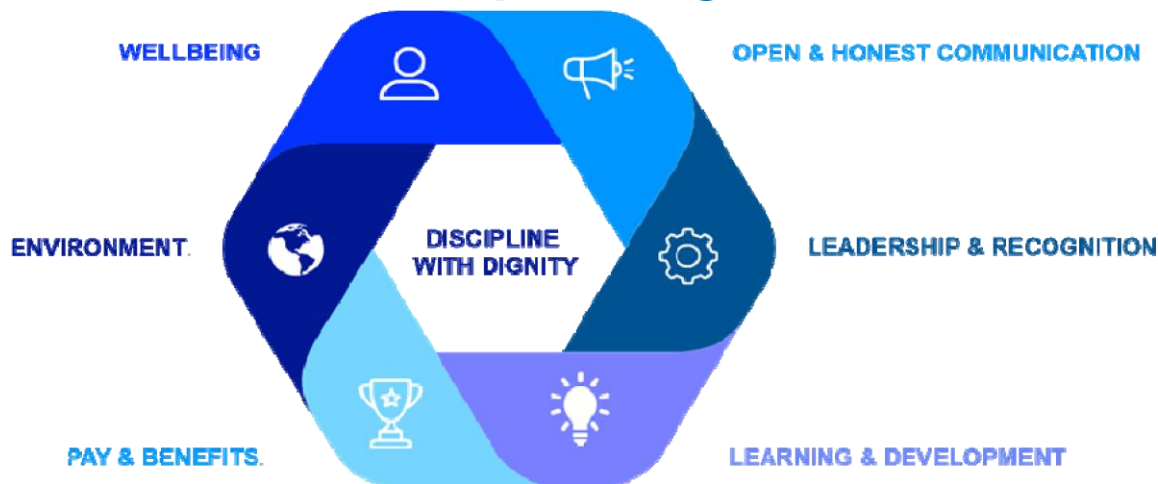 WELLBEING
OPEN & HONEST COMMUNICATION
DISCIPLINE
WITH DIGNITY
ENVIRONMENT.
LEADERSHIP & RECOGNITION
PAY & BENEFITS.
LEARNING & DEVELOPMENT